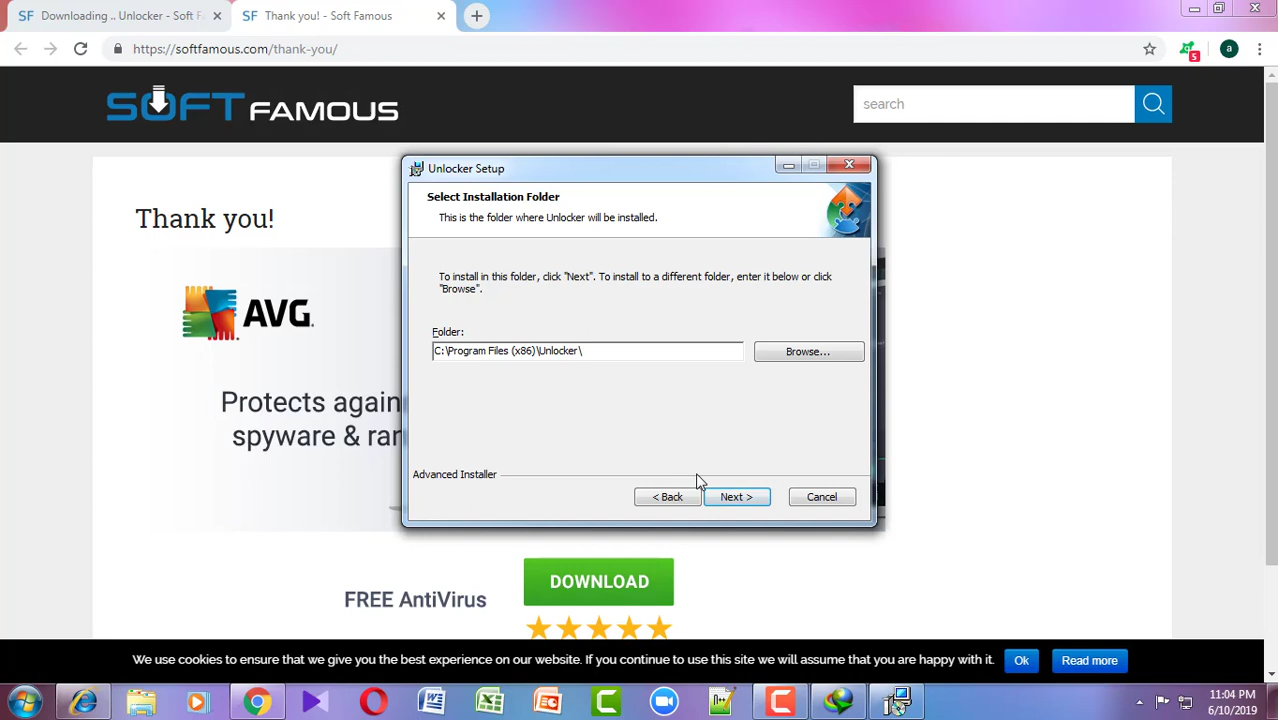 SF Downloading .. Unlocker - Soft F
SF Thank you! - Soft Famous
https://softfamous.com/thank-you/
a
S
SOFT FAMOUS
search
Thank you!
AVG.
Protects again
spyware & ran
Unlocker Setup
Select Installation Folder
This is the folder where Unlocker will be installed.
To install in this folder, click "Next". To install to a different folder, enter it below or click
"Browse".
Folder:
C:\Program Files (x86)\Unlocker\
Browse...
Advanced Installer
< Back
Next >
Cancel
FREE AntiVirus
DOWNLOAD
We use cookies to ensure that we give you the best experience on our website. If you continue to use this site we will assume that you are happy with it.
Ok
Read more
11:04 PM
6/10/2019